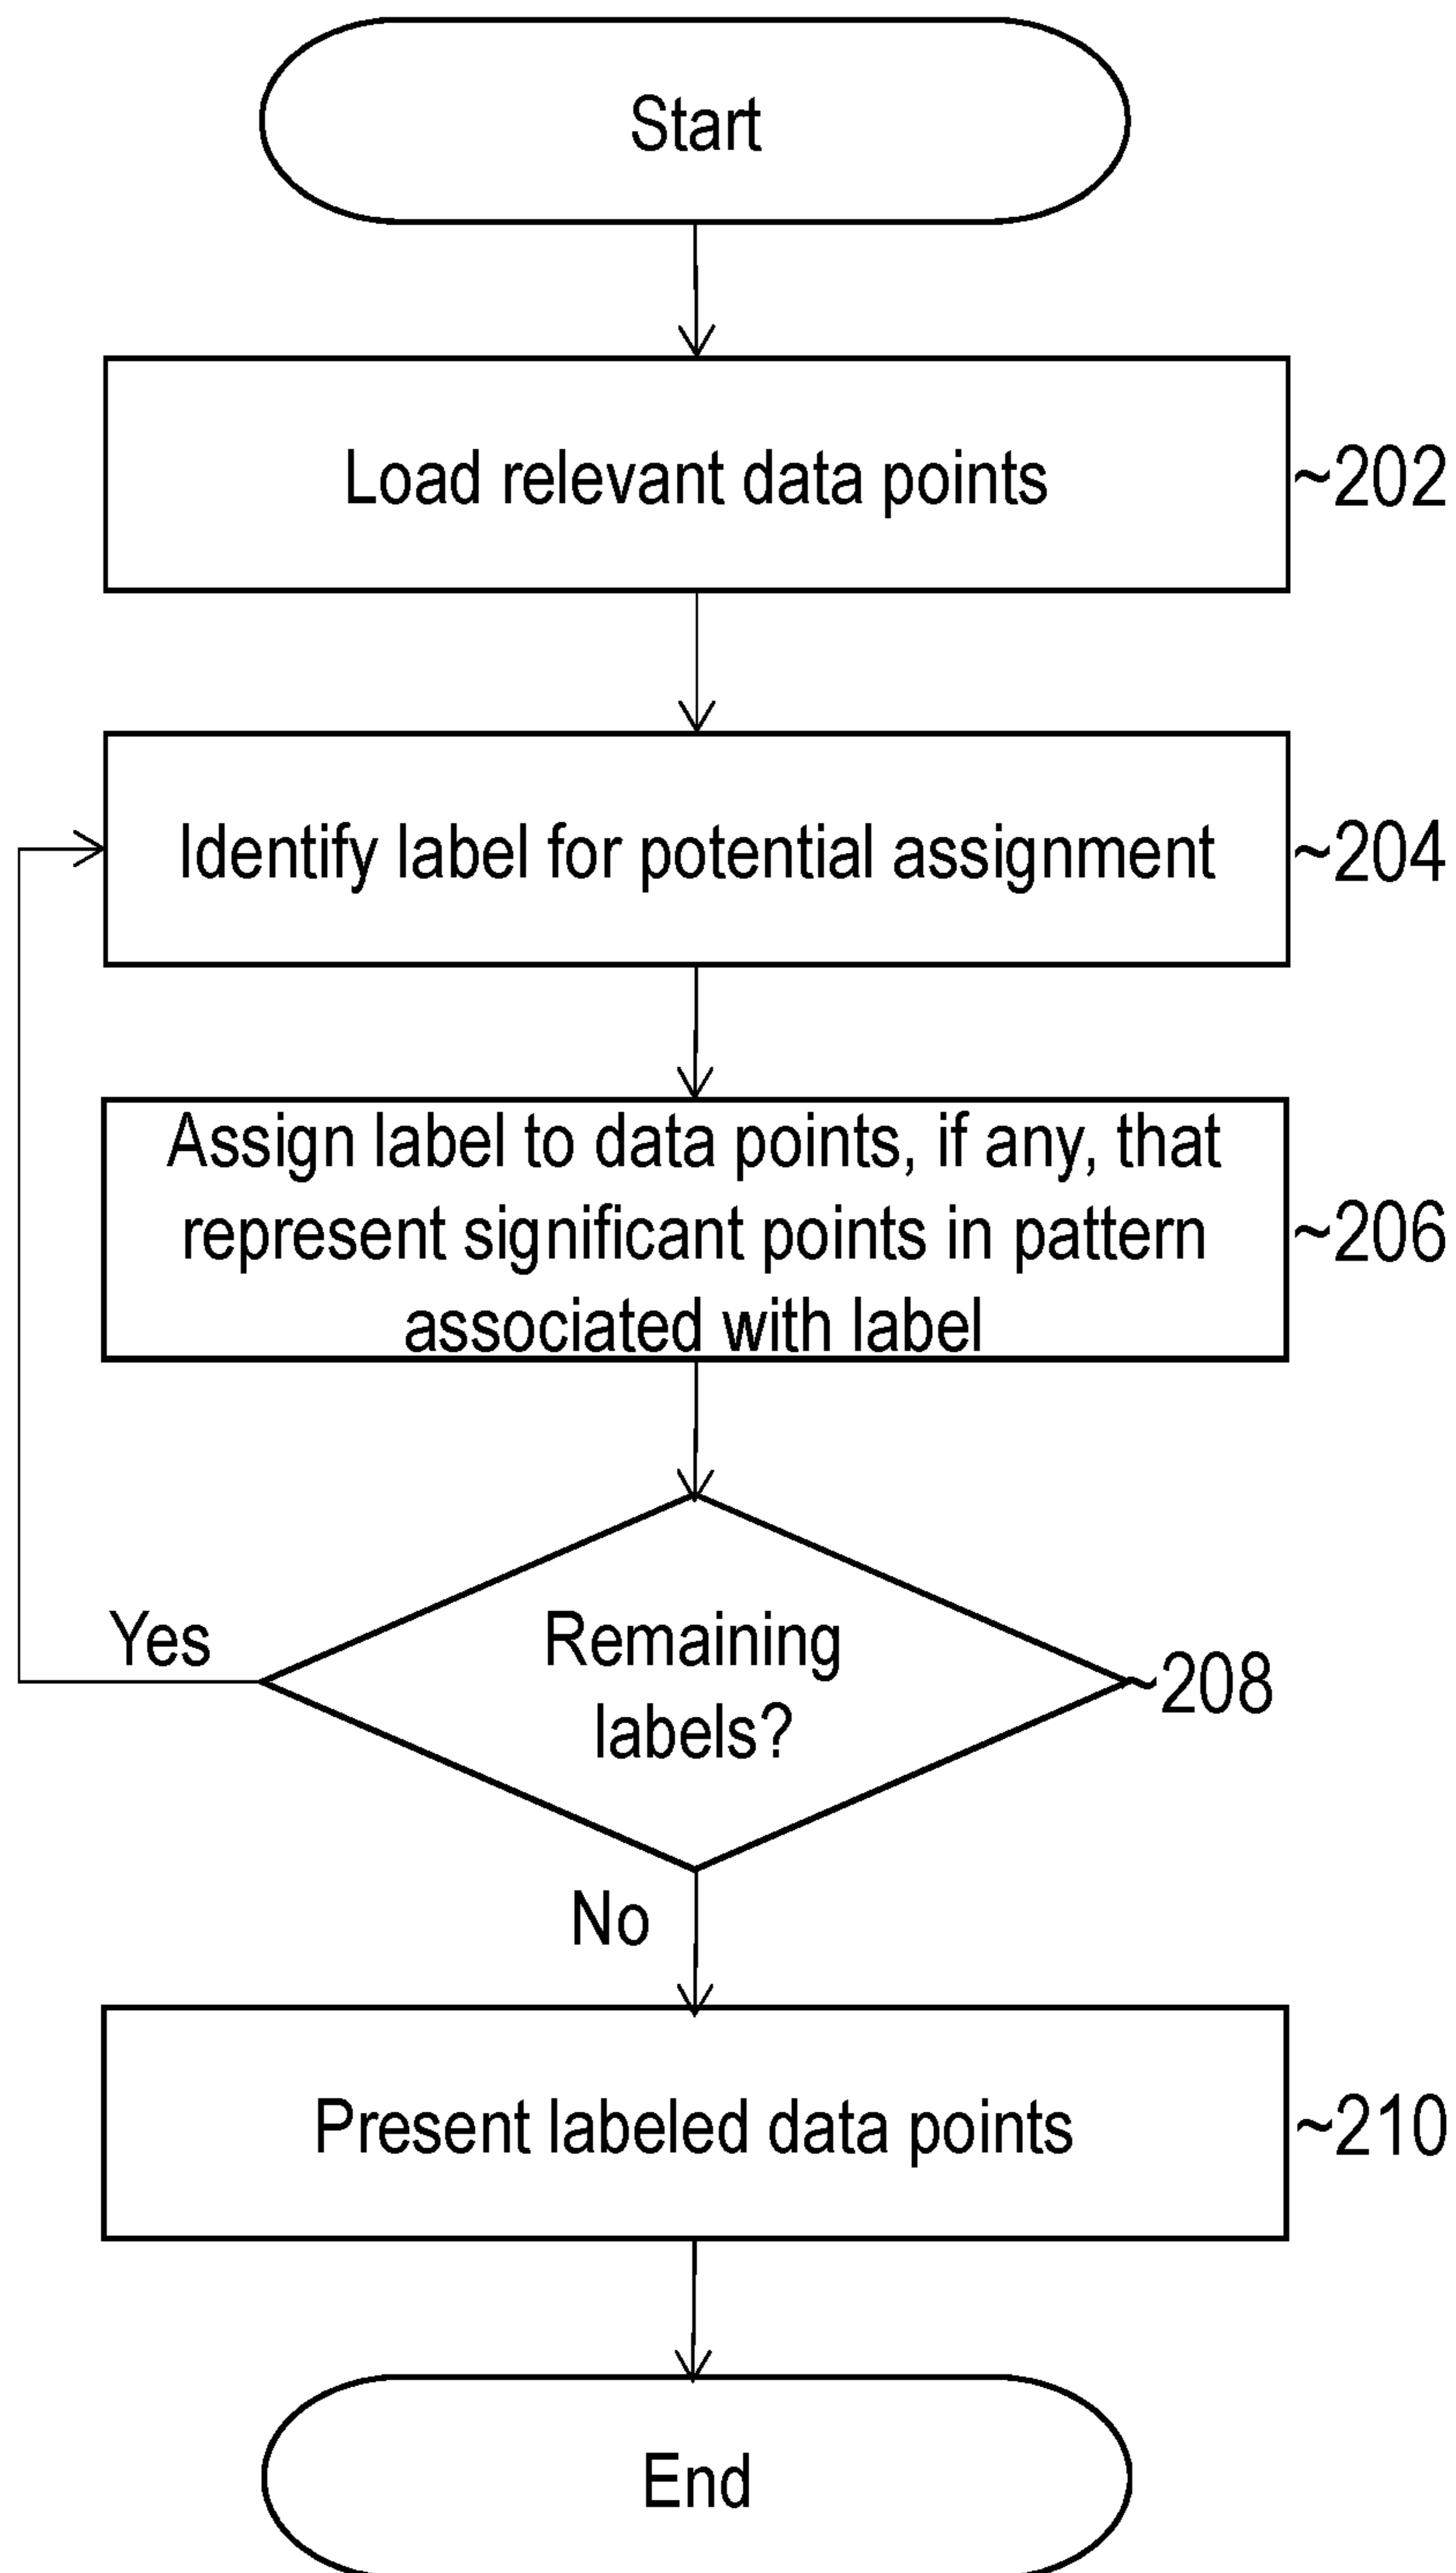 Start
Load relevant data points
~202
Identify label for potential assignment
~204
Assign label to data points, if any, that
represent significant points in pattern
associated with label
~206
Yes
Remaining
labels?
~208
No
Present labeled data points
~210
End